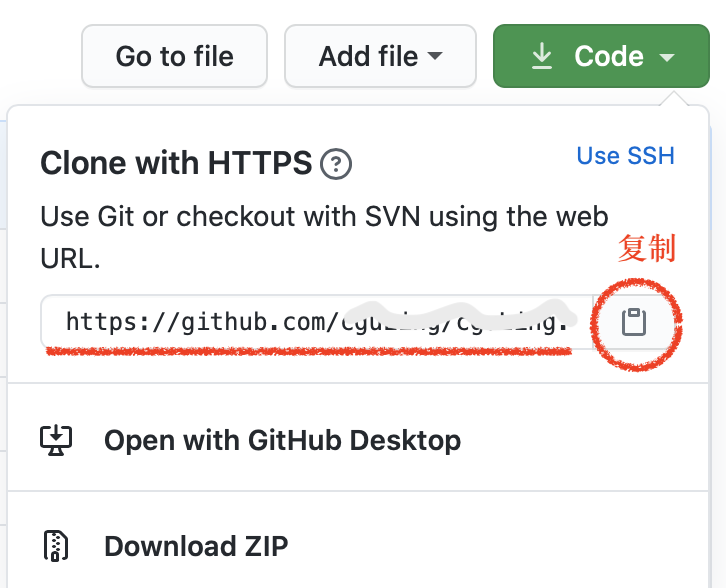 Go to file
Add file
Code
Clone with HTTPS ?
Use SSH
Use Git or checkout with SVN using the web
URL.
复制
https://github.com/
Open with GitHub Desktop
Download ZIP